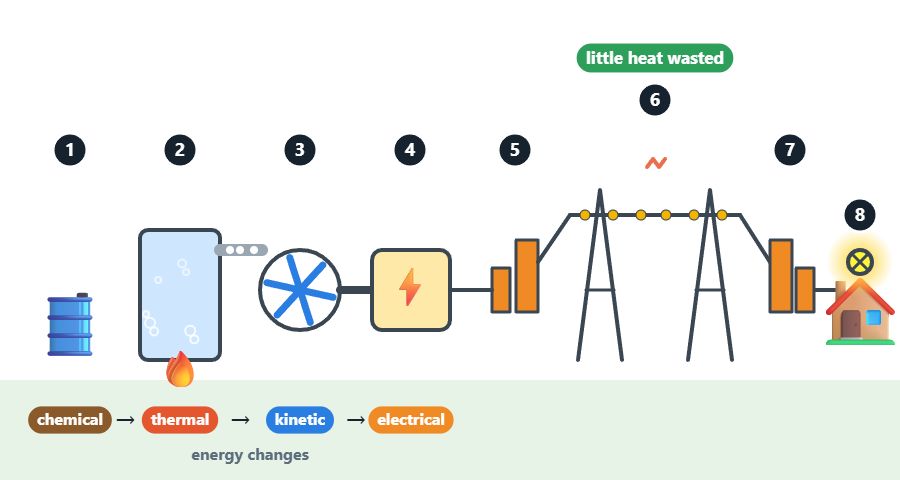 little heat wasted
6
1
2
3
4
5
7
8
chemical → thermal → kinetic → electrical
energy changes